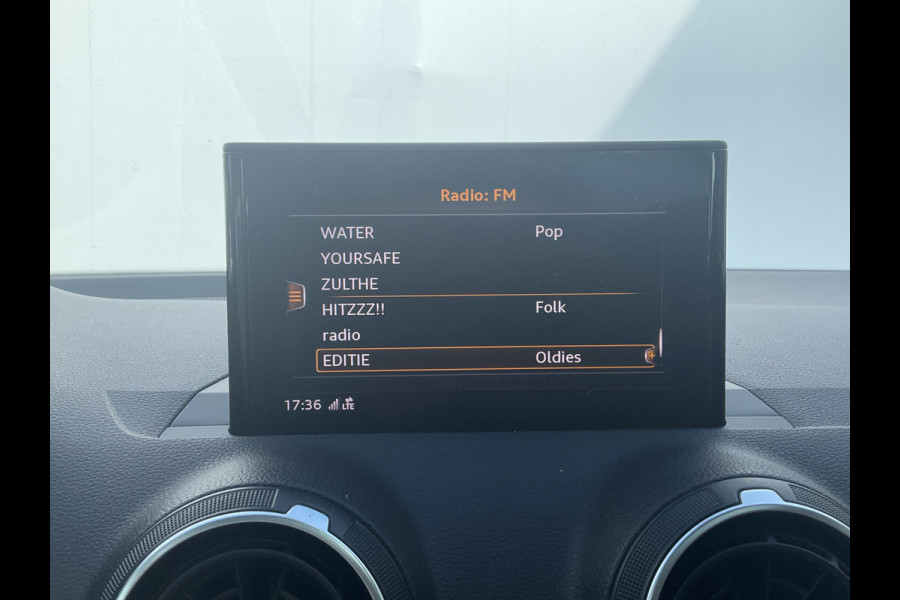 Radio: FM
WATER Pop
YOURSAFE
ZULTHE
HITZZZ!! Folk
radio
EDITIE Oldies
17:36 LTE